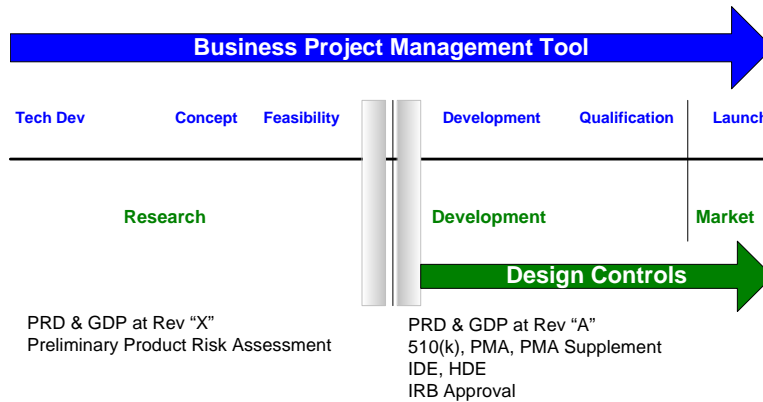 Business Project Management Tool
Tech Dev Concept Feasibility Development Qualification Launch
Research Development Market
Design Controls
PRD & GDP at Rev “X”
Preliminary Product Risk Assessment
PRD & GDP at Rev “A”
510(k), PMA, PMA Supplement
IDE, HDE
IRB Approval